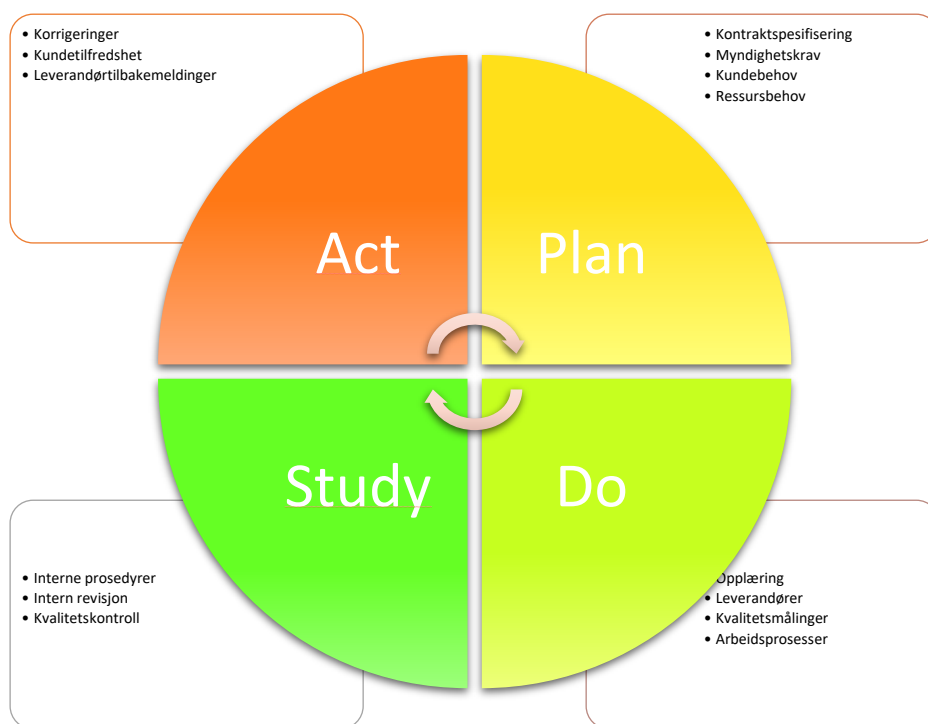 • Korrigeringer
• Kundetilfredshet
• Leverandørtilbakemeldinger
• Kontraktspesifisering
• Myndighetskrav
• Kundebehov
• Ressursbehov
Act
Plan
Study
Do
• Interne prosedyrer
• Intern revisjon
• Kvalitetskontroll
• Opplæring
• Leverandører
• Kvalitetsmålinger
• Arbeidsprosesser